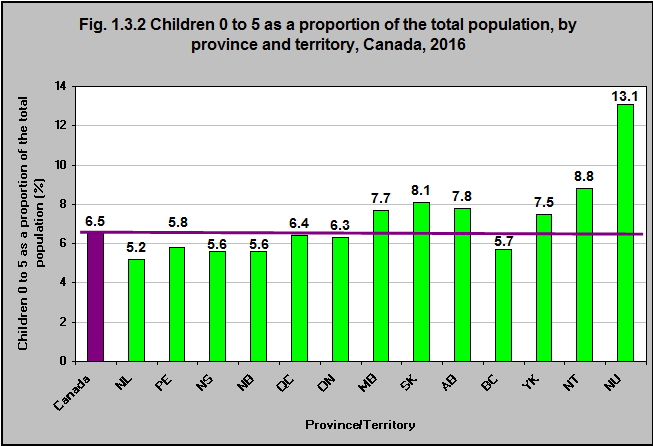 Fig. 1.3.2 Children 0 to 5 as a proportion of the total population, by
province and territory, Canada, 2016
Children 0 to 5 as a proportion of the total
population (%)
14
12
10
8
6
4
2
0
6.5
5.2
5.8
5.6
5.6
6.4
6.3
7.7
8.1
7.8
5.7
7.5
8.8
13.1
Canada
NL
PE
NS
NB
QC
ON
MB
SK
AB
BC
YK
NT
NU
Province/Territory